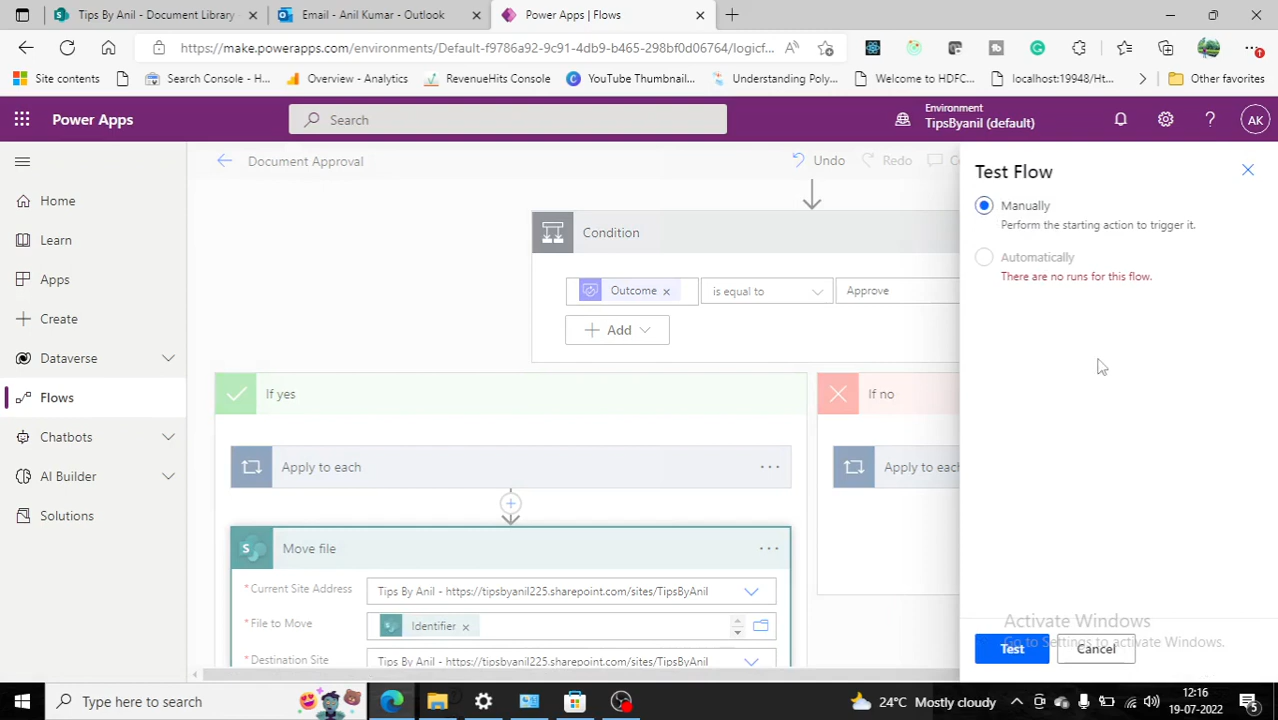 Tips By Anil - Document Library
Email - Anil Kumar - Outlook
Power Apps | Flows
https://make.powerapps.com/environments/Default-f9786a92-9c91-4db9-b465-298bf0d06764/logicf...
Site contents
Search Console - H...
Overview - Analytics
RevenueHits Console
YouTube Thumbnail...
Understanding Poly...
Welcome to HDFC...
localhost:19948/Ht...
Other favorites
Power Apps
Search
Environment
TipsByanil (default)
AK
Home
Learn
Apps
Create
Dataverse
Flows
Chatbots
AI Builder
Solutions
Document Approval
Undo
Redo
Condition
Outcome
is equal to
Approve
Add
If yes
Apply to each
Move file
*Current Site Address
Tips By Anil - https://tipsbyanil225.sharepoint.com/sites/TipsByAnil
*File to Move
Identifier
*Destination Site
Tips By Anil - https://tipsbyanil225.sharepoint.com/sites/TipsByAnil
If no
Apply to each
Test Flow
Manually
Perform the starting action to trigger it.
Automatically
There are no runs for this flow.
Activate Windows
Go to Settings to activate Windows.
Test
Cancel
Type here to search
24°C Mostly cloudy
12:16
19-07-2022
5